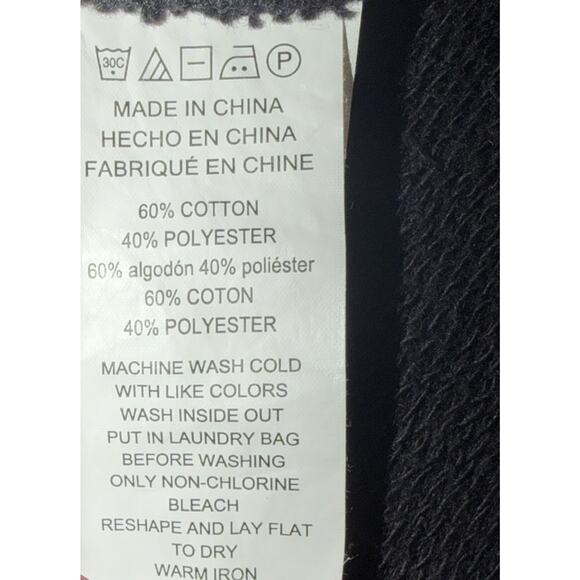 30C P
MADE IN CHINA
HECHO EN CHINA
FABRIQUÉ EN CHINE
60% COTTON
40% POLYESTER
60% algodón 40% poliéster
60% COTON
40% POLYESTER
MACHINE WASH COLD
WITH LIKE COLORS
WASH INSIDE OUT
PUT IN LAUNDRY BAG
BEFORE WASHING
ONLY NON-CHLORINE
BLEACH
RESHAPE AND LAY FLAT
TO DRY
WARM IRON